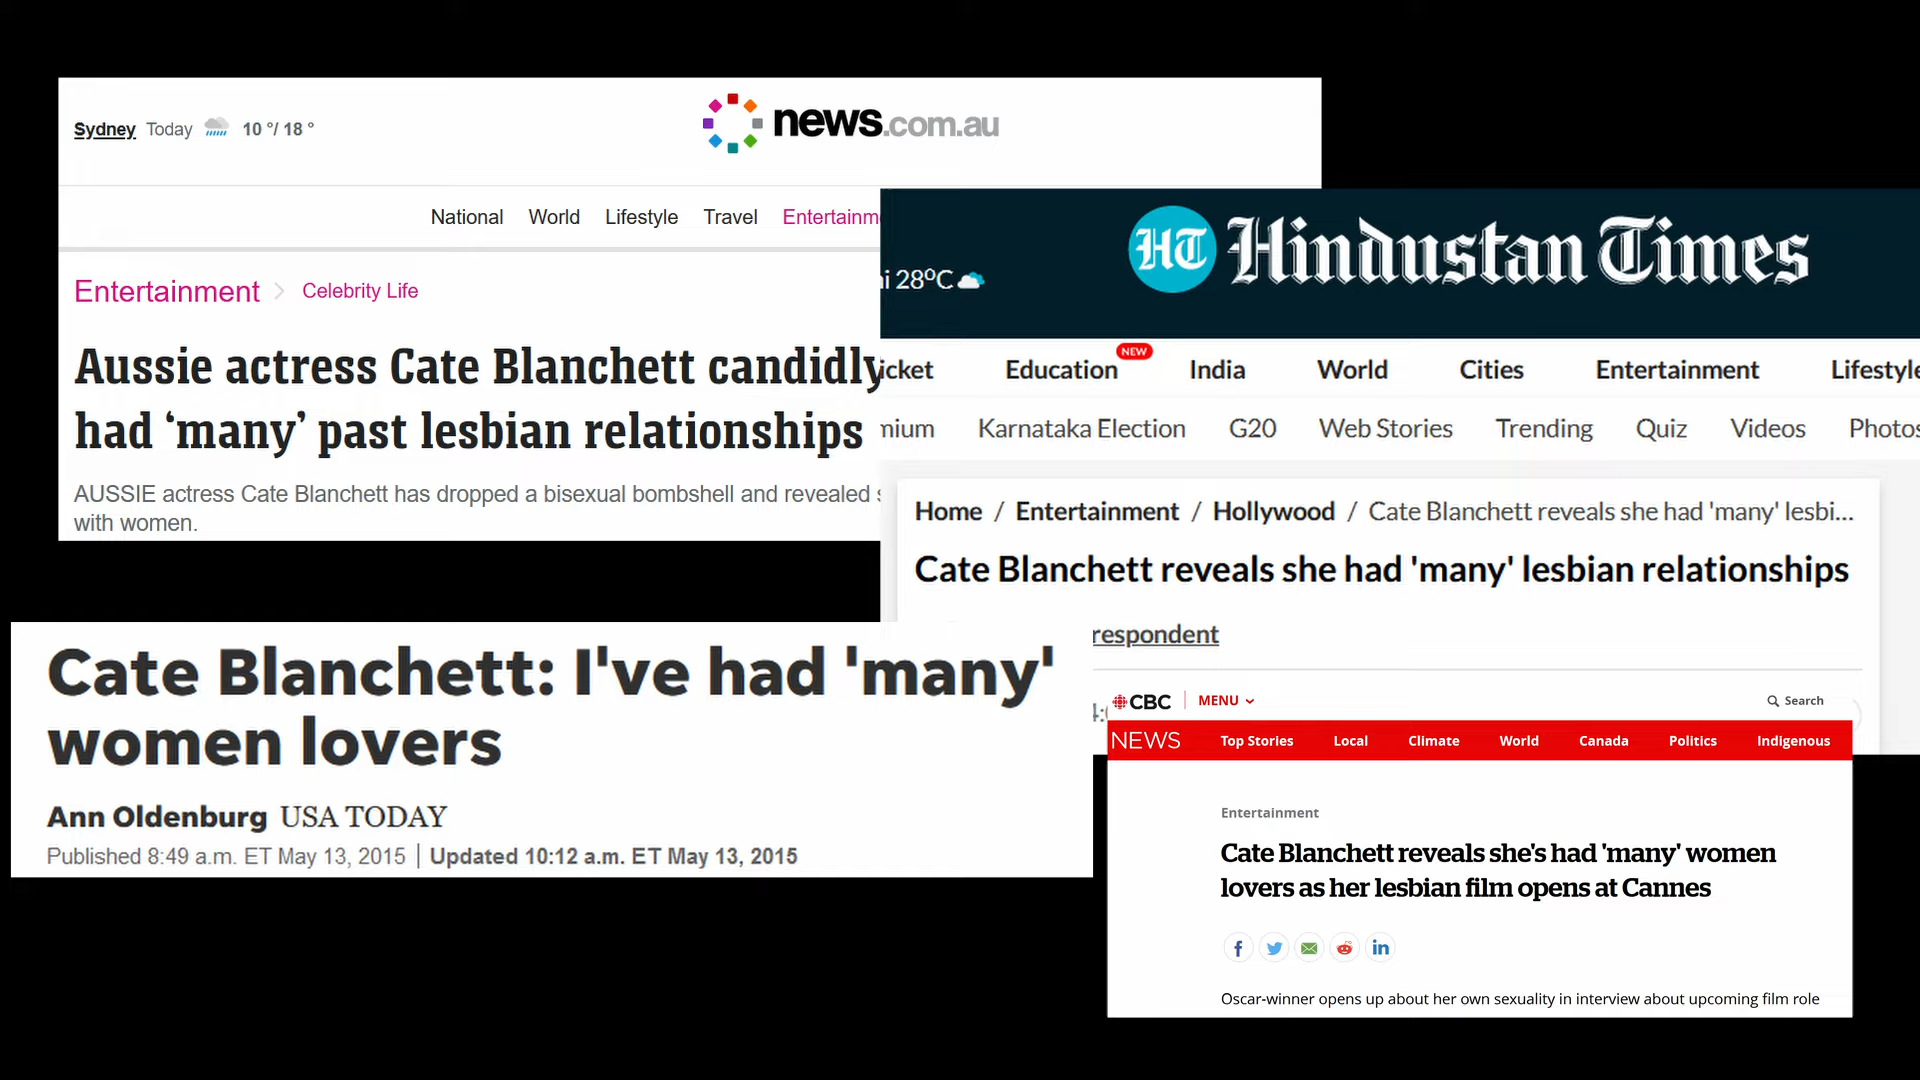 Sydney Today 10 °/ 18 °
news.com.au
National World Lifestyle Travel Entertainm
Entertainment > Celebrity Life
Aussie actress Cate Blanchett candidly
had ‘many’ past lesbian relationships
AUSSIE actress Cate Blanchett has dropped a bisexual bombshell and revealed
with women.
HT Hindustan Times
28°C
icket Education NEW India World Cities Entertainment Lifestyle
mium Karnataka Election G20 Web Stories Trending Quiz Videos Photos
Home / Entertainment / Hollywood / Cate Blanchett reveals she had 'many' lesbi...
Cate Blanchett reveals she had 'many' lesbian relationships
respondent
Cate Blanchett: I've had 'many'
women lovers
Ann Oldenburg USA TODAY
Published 8:49 a.m. ET May 13, 2015 | Updated 10:12 a.m. ET May 13, 2015
CBC MENU Search
NEWS Top Stories Local Climate World Canada Politics Indigenous
Entertainment
Cate Blanchett reveals she's had 'many' women
lovers as her lesbian film opens at Cannes
Oscar-winner opens up about her own sexuality in interview about upcoming film role